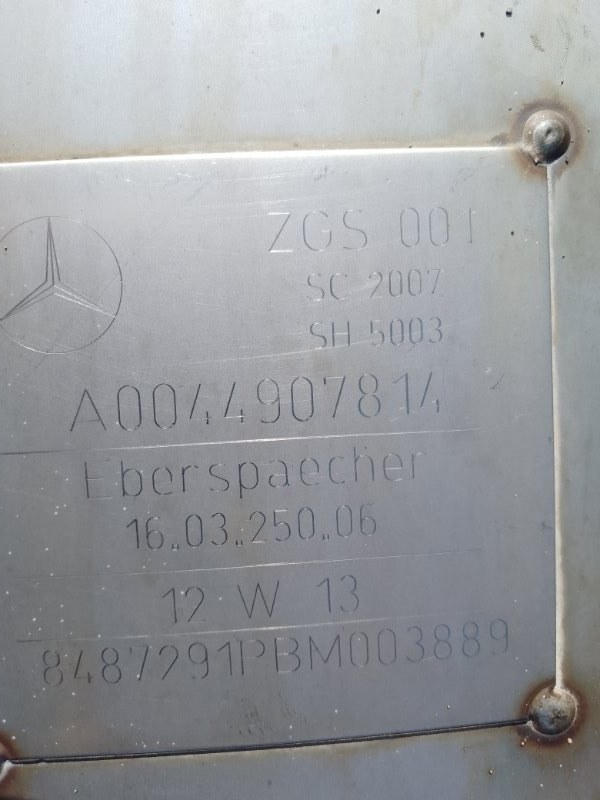 ZGS 001
SC 2007
SH 5003
A0044907814
Eberspaecher
16..03..250..06
12 W 13
8487291PBM003889